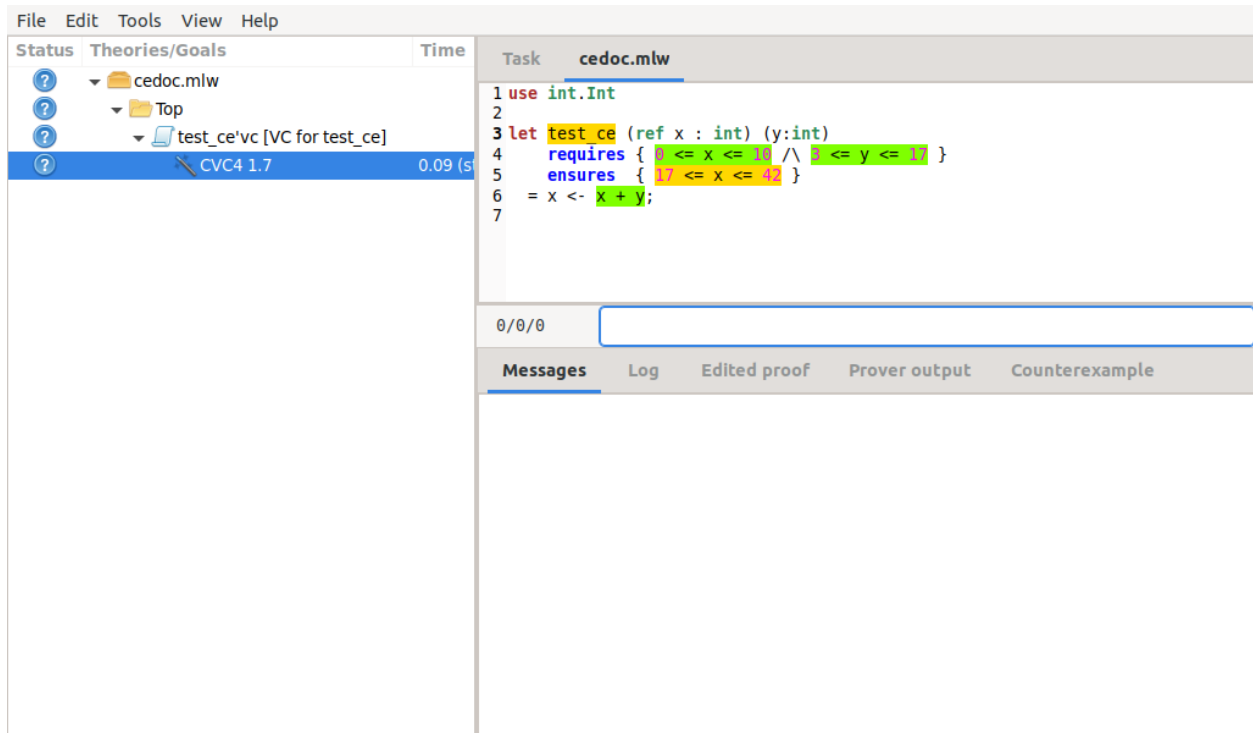 File Edit Tools View Help
Status Theories/Goals Time
cedoc.mlw
Top
test_ce'vc [VC for test_ce]
CVC4 1.7 0.09 (st
Task cedoc.mlw
1 use int.Int
2
3 let test_ce (ref x : int) (y:int)
4 requires { 0 <= x <= 10 /\ 3 <= y <= 17 }
5 ensures { 17 <= x <= 42 }
6 = x <- x + y;
7
0/0/0
Messages Log Edited proof Prover output Counterexample